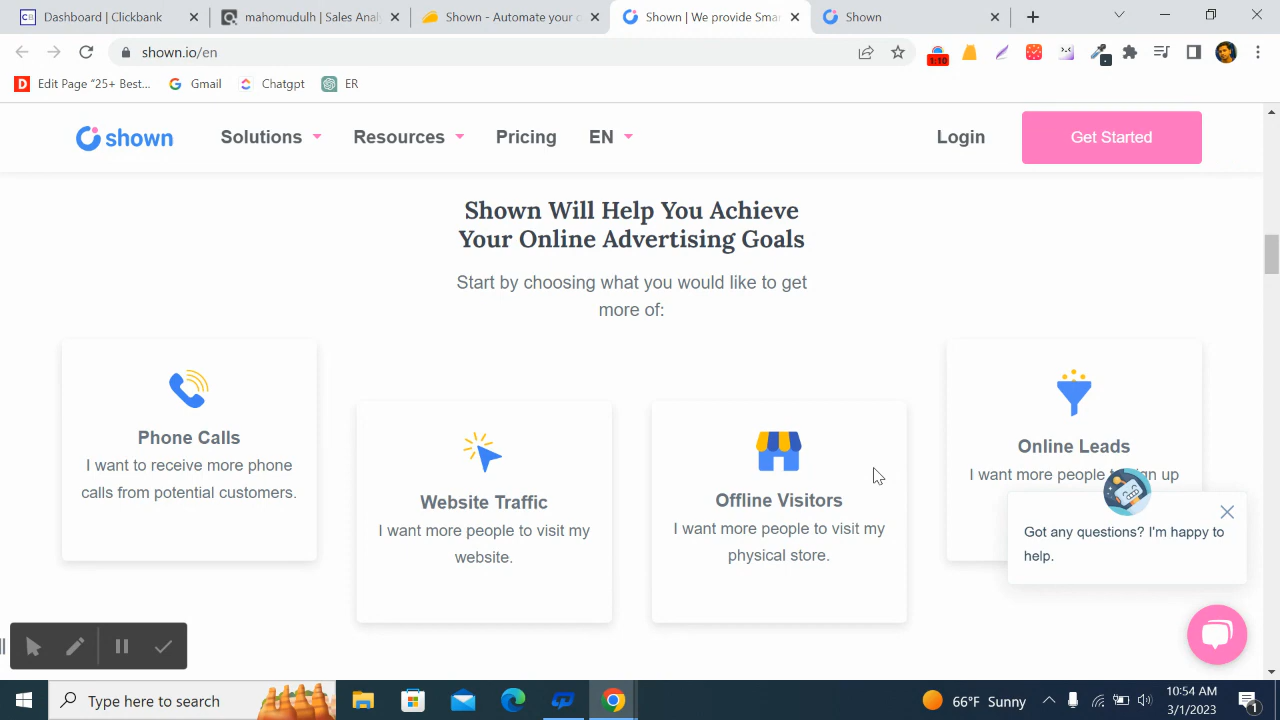 Dashboard | Clickbank
mahomudulh | Sales Anal
Shown - Automate your o
Shown | We provide Smar
Shown
shown.io/en
1:10
Edit Page “25+ Best...
Gmail
Chatgpt
ER
shown
Solutions
Resources
Pricing
EN
Login
Get Started
Shown Will Help You Achieve
Your Online Advertising Goals
Start by choosing what you would like to get
more of:
Phone Calls
I want to receive more phone
calls from potential customers.
Website Traffic
I want more people to visit my
website.
Offline Visitors
I want more people to visit my
physical store.
Online Leads
I want more people up
Got any questions? I'm happy to
help.
Type here to search
66°F Sunny
10:54 AM
3/1/2023
1